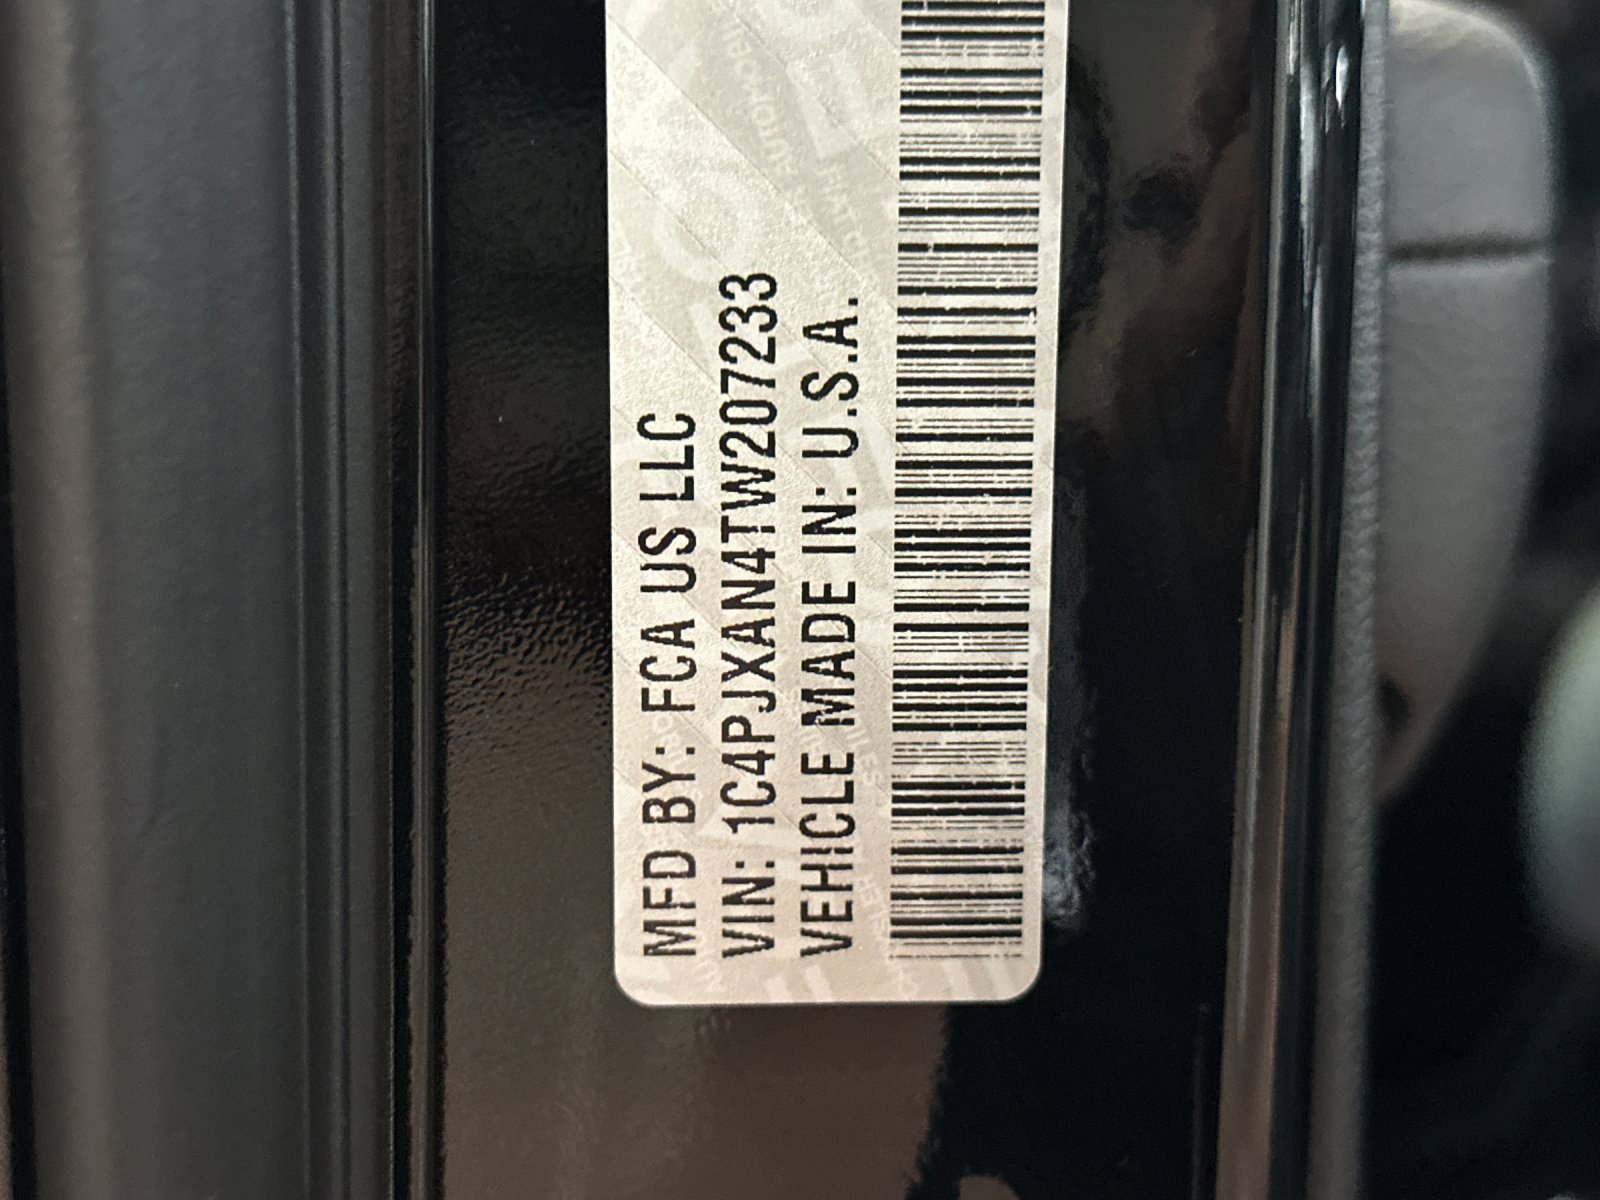 MFD BY: FCA US LLC
VIN: 1C4PJXAN4TW207233
VEHICLE MADE IN: U.S.A.